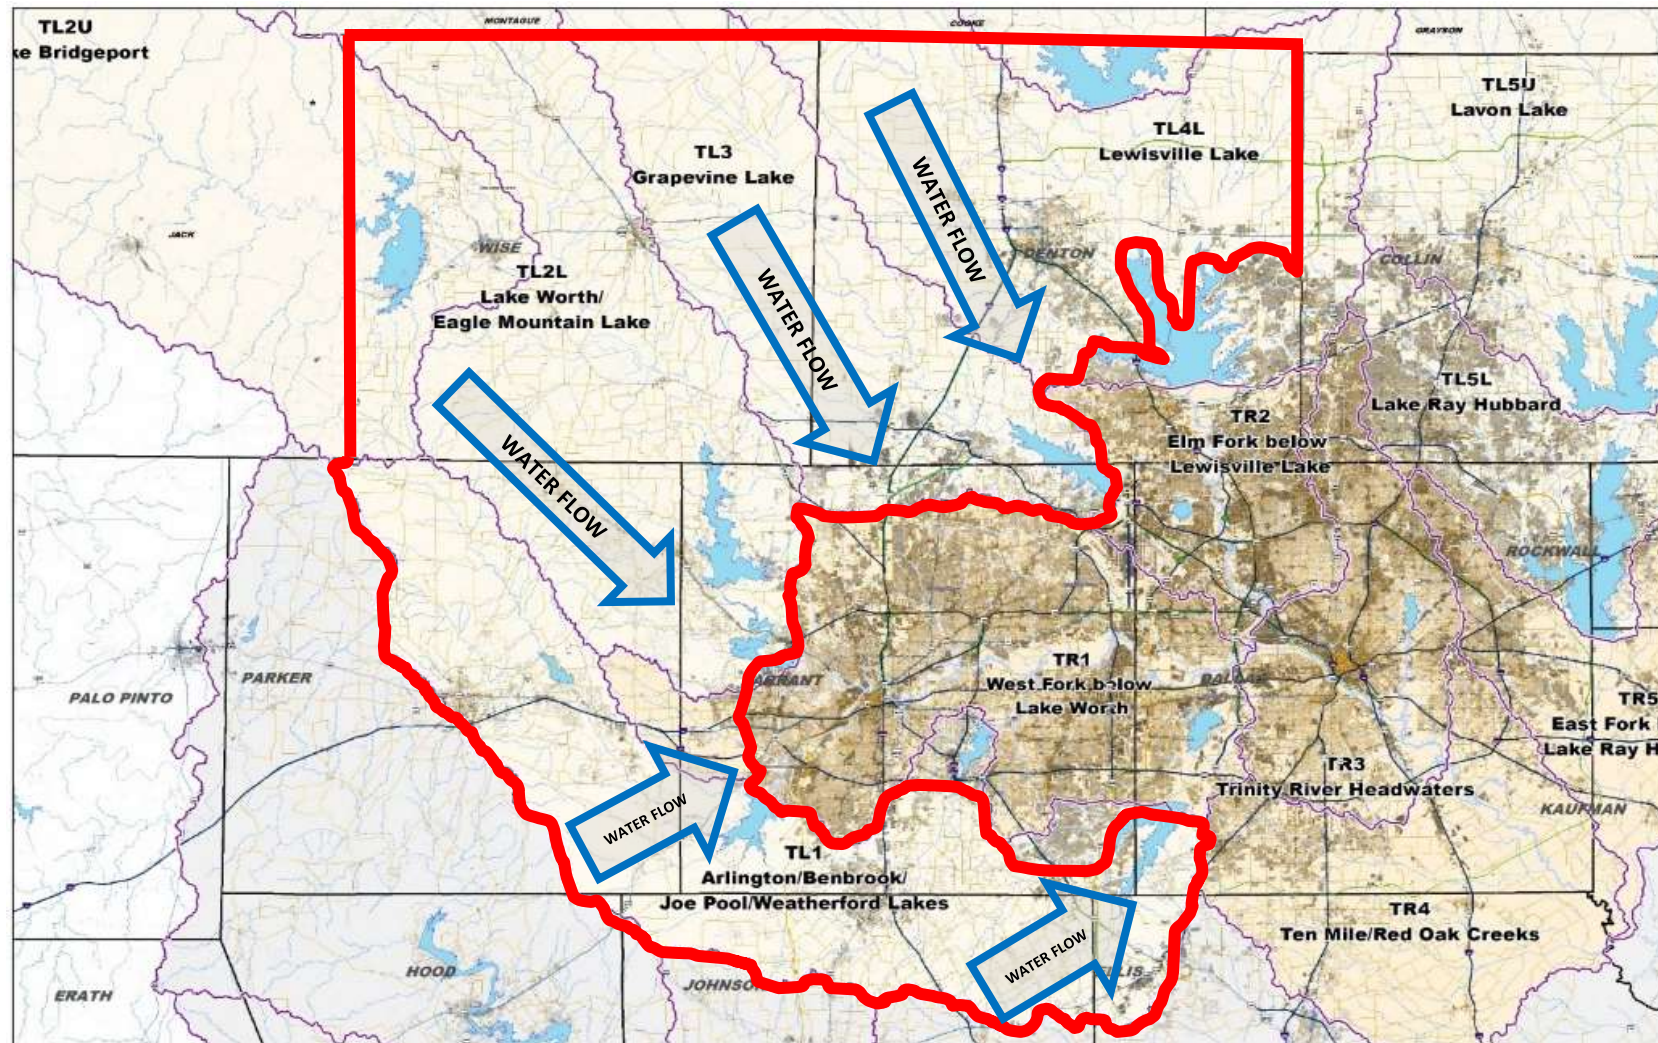 TL2U
ke Bridgeport
MONTAGUE
COOKE
GRAYSON
TL5U
Lavon Lake
TL4L
Lewisville Lake
TL3
Grapevine Lake
WATER FLOW
JACK
WISE
DENTON
COLLIN
TL2L
Lake Worth/
Eagle Mountain Lake
WATER FLOW
TL5L
Lake Ray Hubbard
TR2
Elm Fork below
Lewisville Lake
WATER FLOW
ROCKWALL
PALO PINTO
PARKER
ARRANT
DALLAS
TR1
West Fork below
Lake Worth
TR5
East Fork
Lake Ray H
TR3
Trinity River Headwaters
KAUFMAN
WATER FLOW
TL1
Arlington/Benbrook/
Joe Pool/Weatherford Lakes
TR4
Ten Mile/Red Oak Creeks
WATER FLOW
HOOD
JOHNSO
LLIS
ERATH